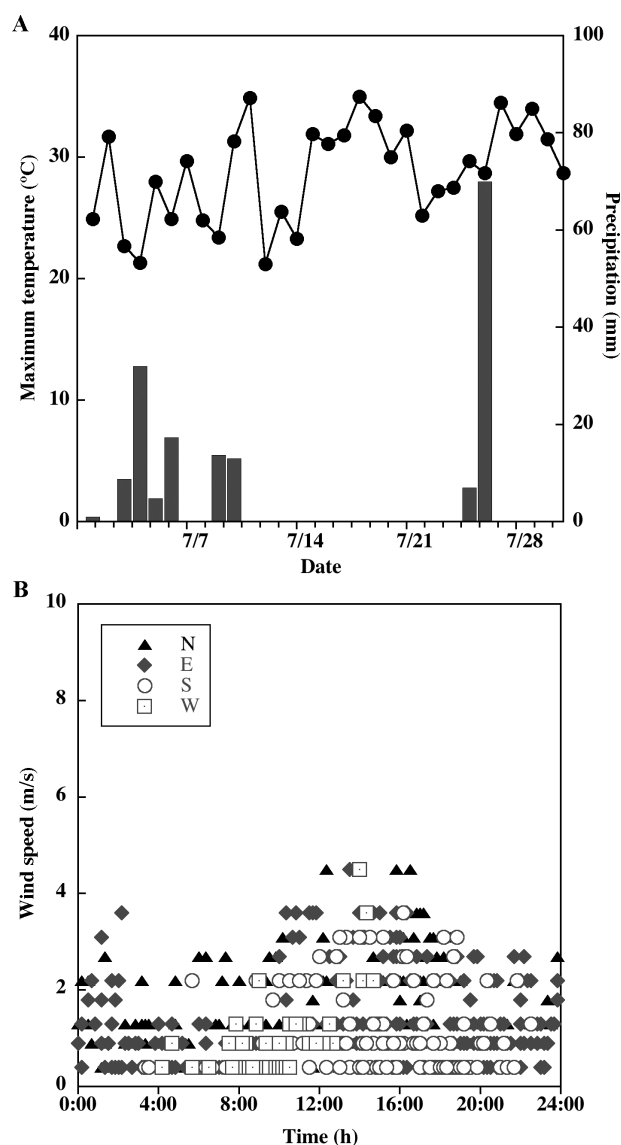 A
40
30
20
10
0
Maximum temperature (°C)
100
80
60
40
20
0
Precipitation (mm)
7/7
7/14
7/21
7/28
Date
B
10
8
6
4
2
0
Wind speed (m/s)
N
E
S
W
0:00
4:00
8:00
12:00
16:00
20:00
24:00
Time (h)